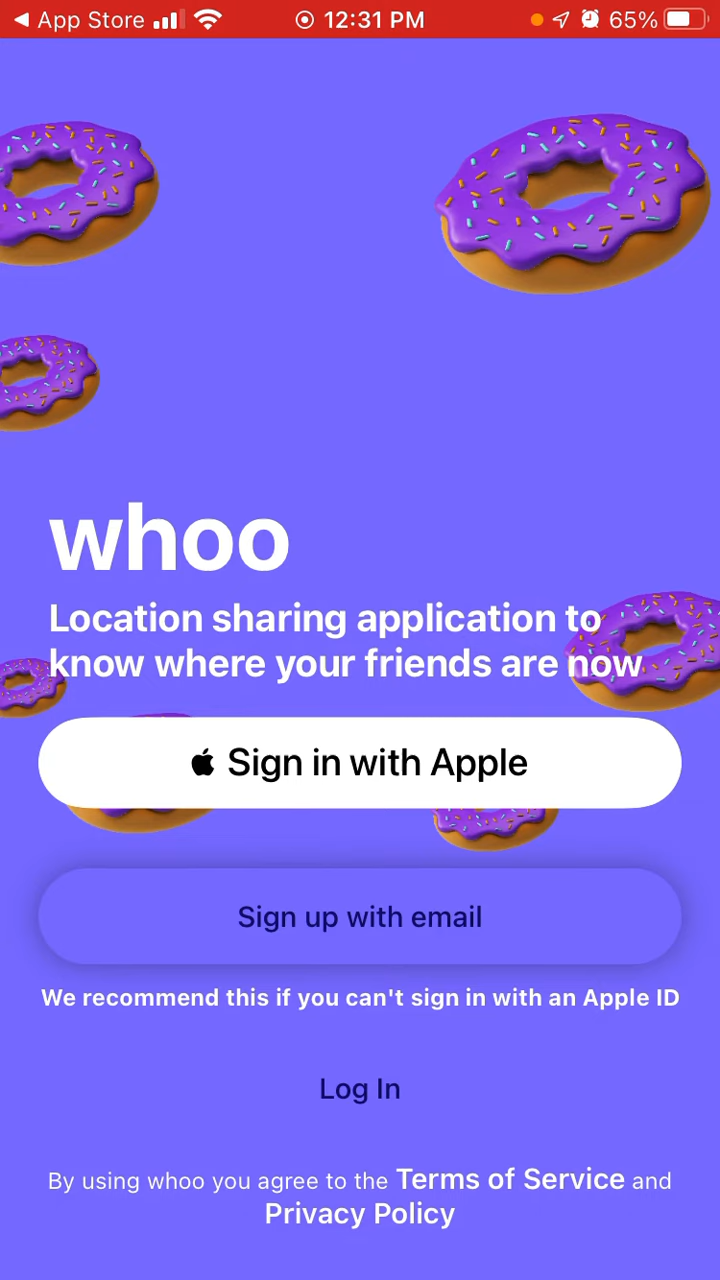 App Store 12:31 PM 65%
whoo
Location sharing application to
know where your friends are now
Sign in with Apple
Sign up with email
We recommend this if you can't sign in with an Apple ID
Log In
By using whoo you agree to the Terms of Service and
Privacy Policy